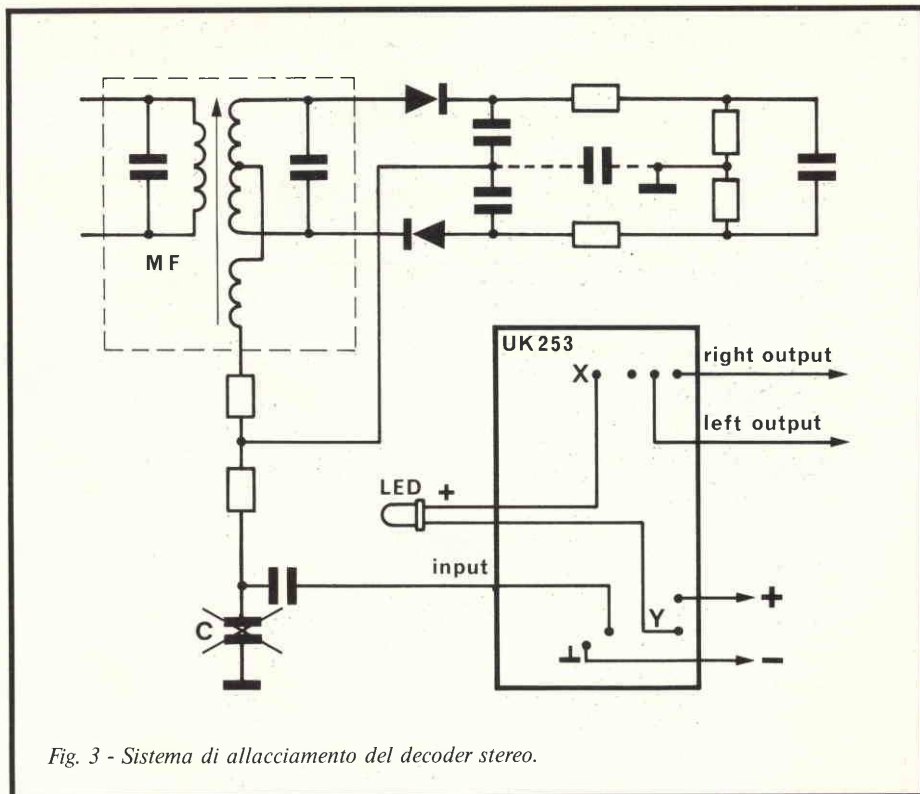 MF
UK253
X
right output
left output
LED +
input
C
Y
+
-
Fig. 3 - Sistema di allacciamento del decoder stereo.